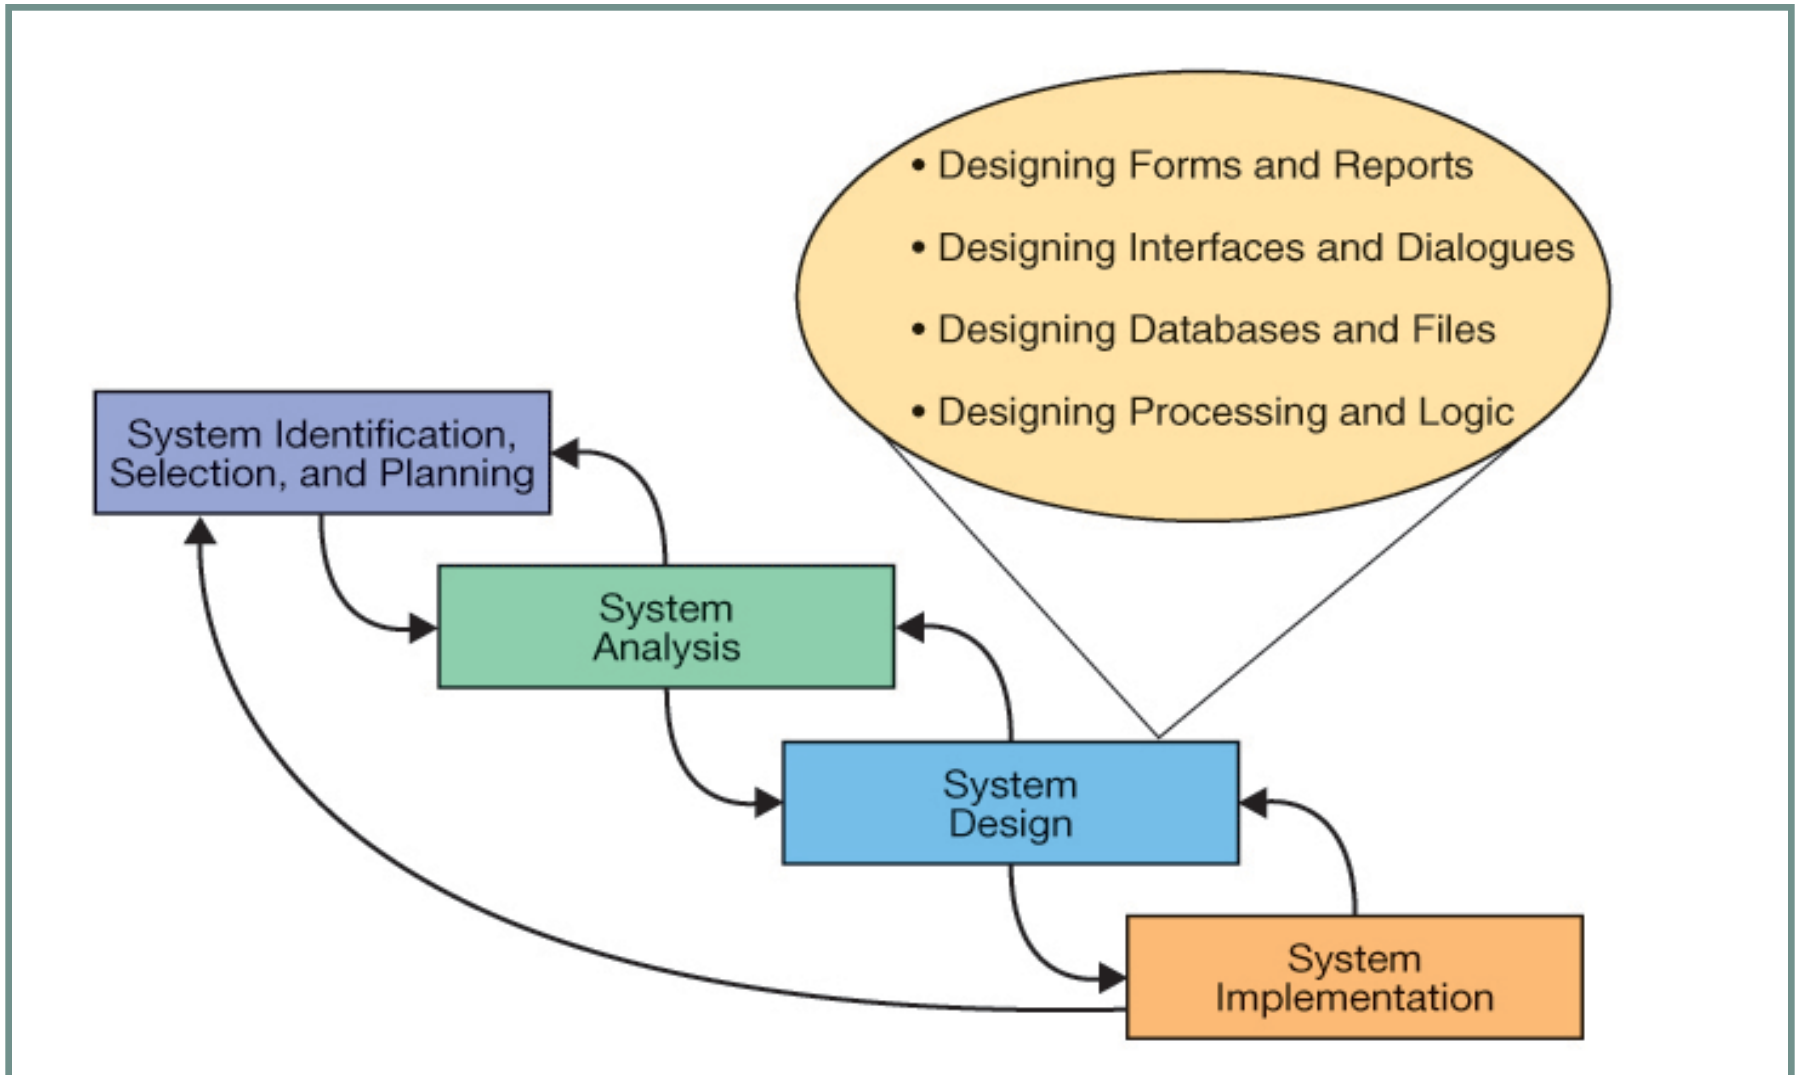 • Designing Forms and Reports
• Designing Interfaces and Dialogues
• Designing Databases and Files
• Designing Processing and Logic
System Identification,
Selection, and Planning
System
Analysis
System
Design
System
Implementation